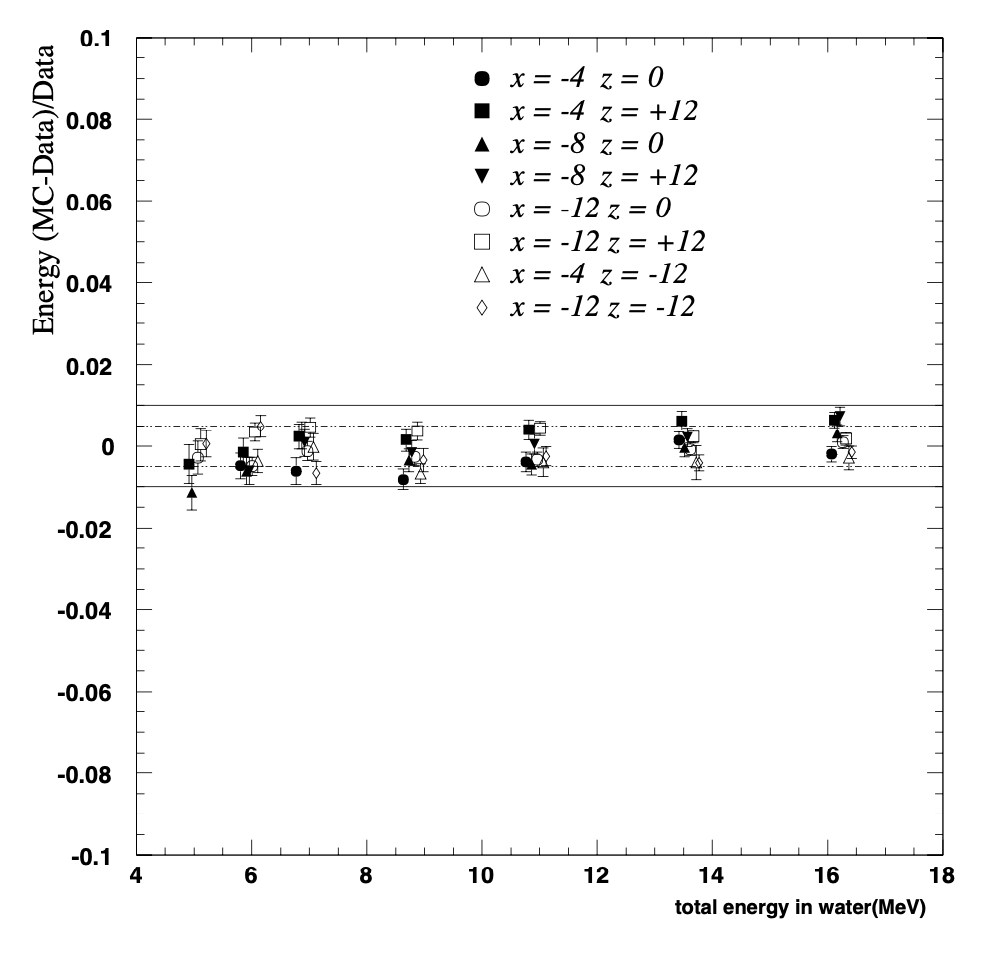 Energy (MC-Data)/Data
0.1
0.08
0.06
0.04
0.02
0
-0.02
-0.04
-0.06
-0.08
-0.1
x = -4 z = 0
x = -4 z = +12
x = -8 z = 0
x = -8 z = +12
x = -12 z = 0
x = -12 z = +12
x = -4 z = -12
x = -12 z = -12
4 6 8 10 12 14 16 18
total energy in water(MeV)